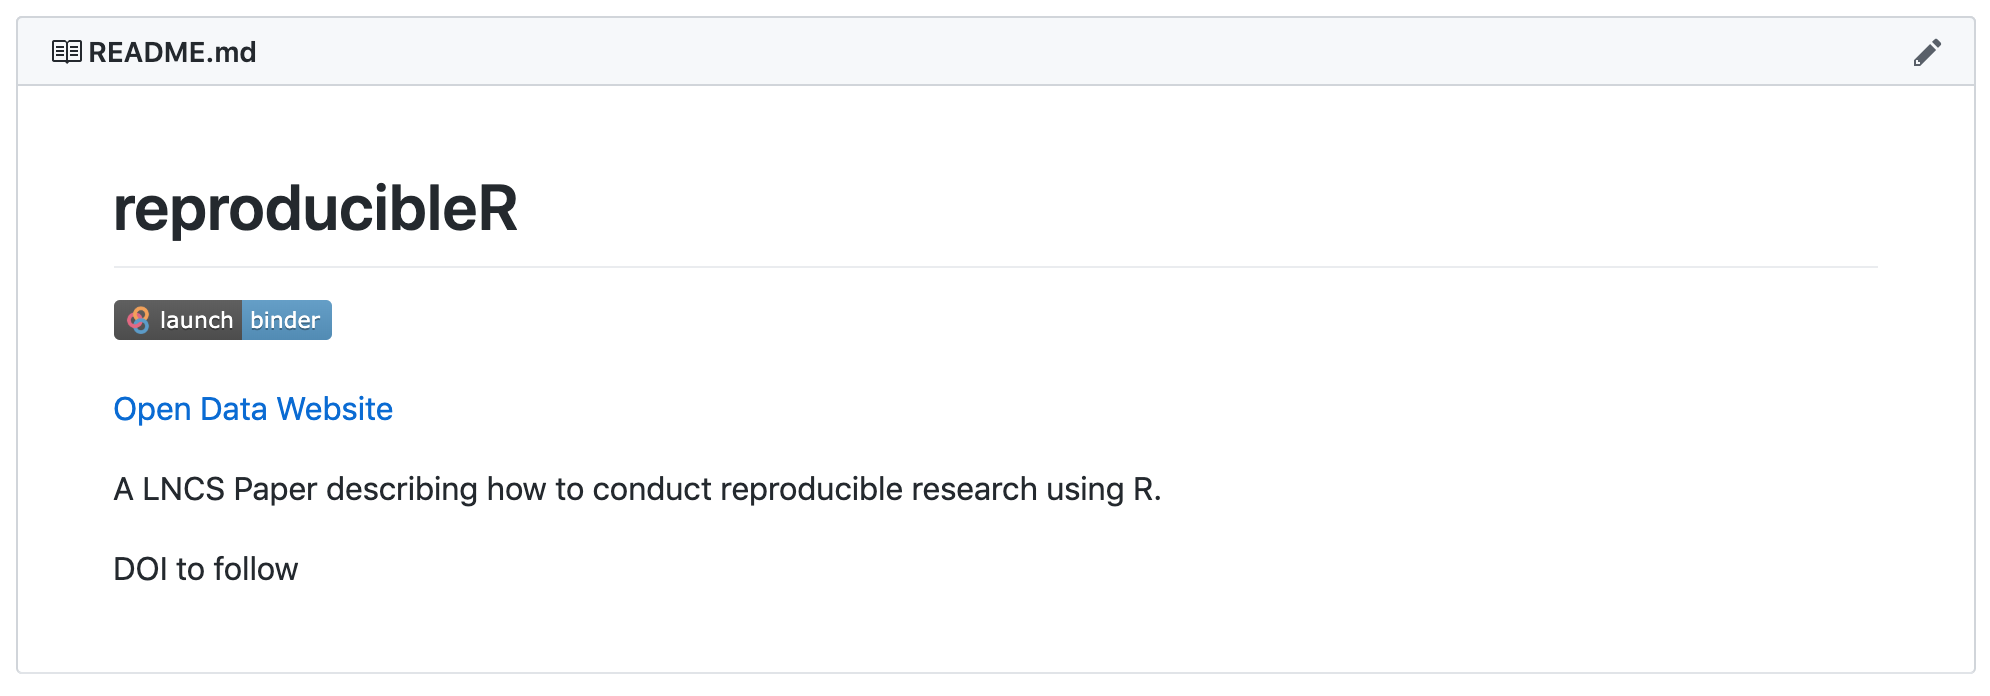 README.md
reproducibleR
launch binder
Open Data Website
A LNCS Paper describing how to conduct reproducible research using R.
DOI to follow